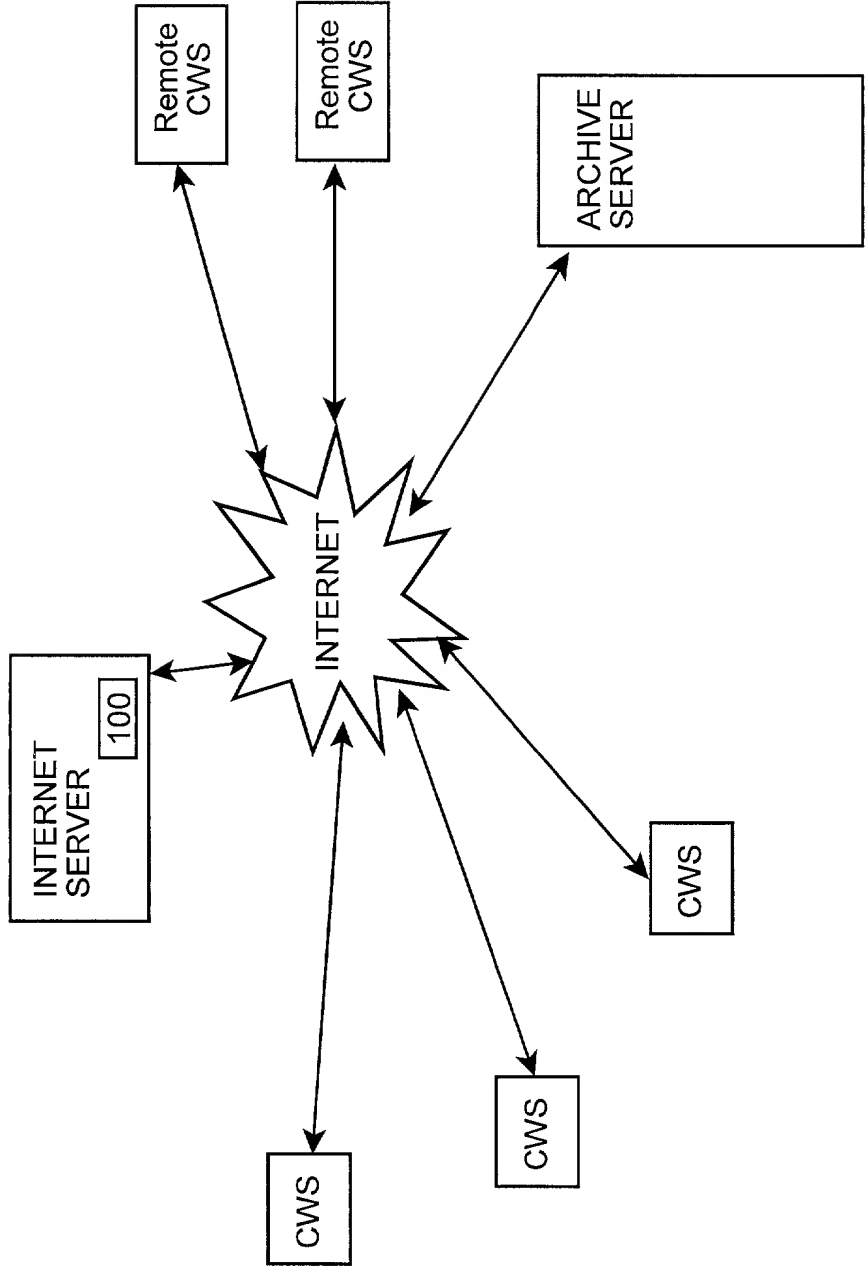 INTERNET
SERVER
100
Remote
CWS
CWS
INTERNET
Remote
CWS
CWS
ARCHIVE
SERVER
CWS